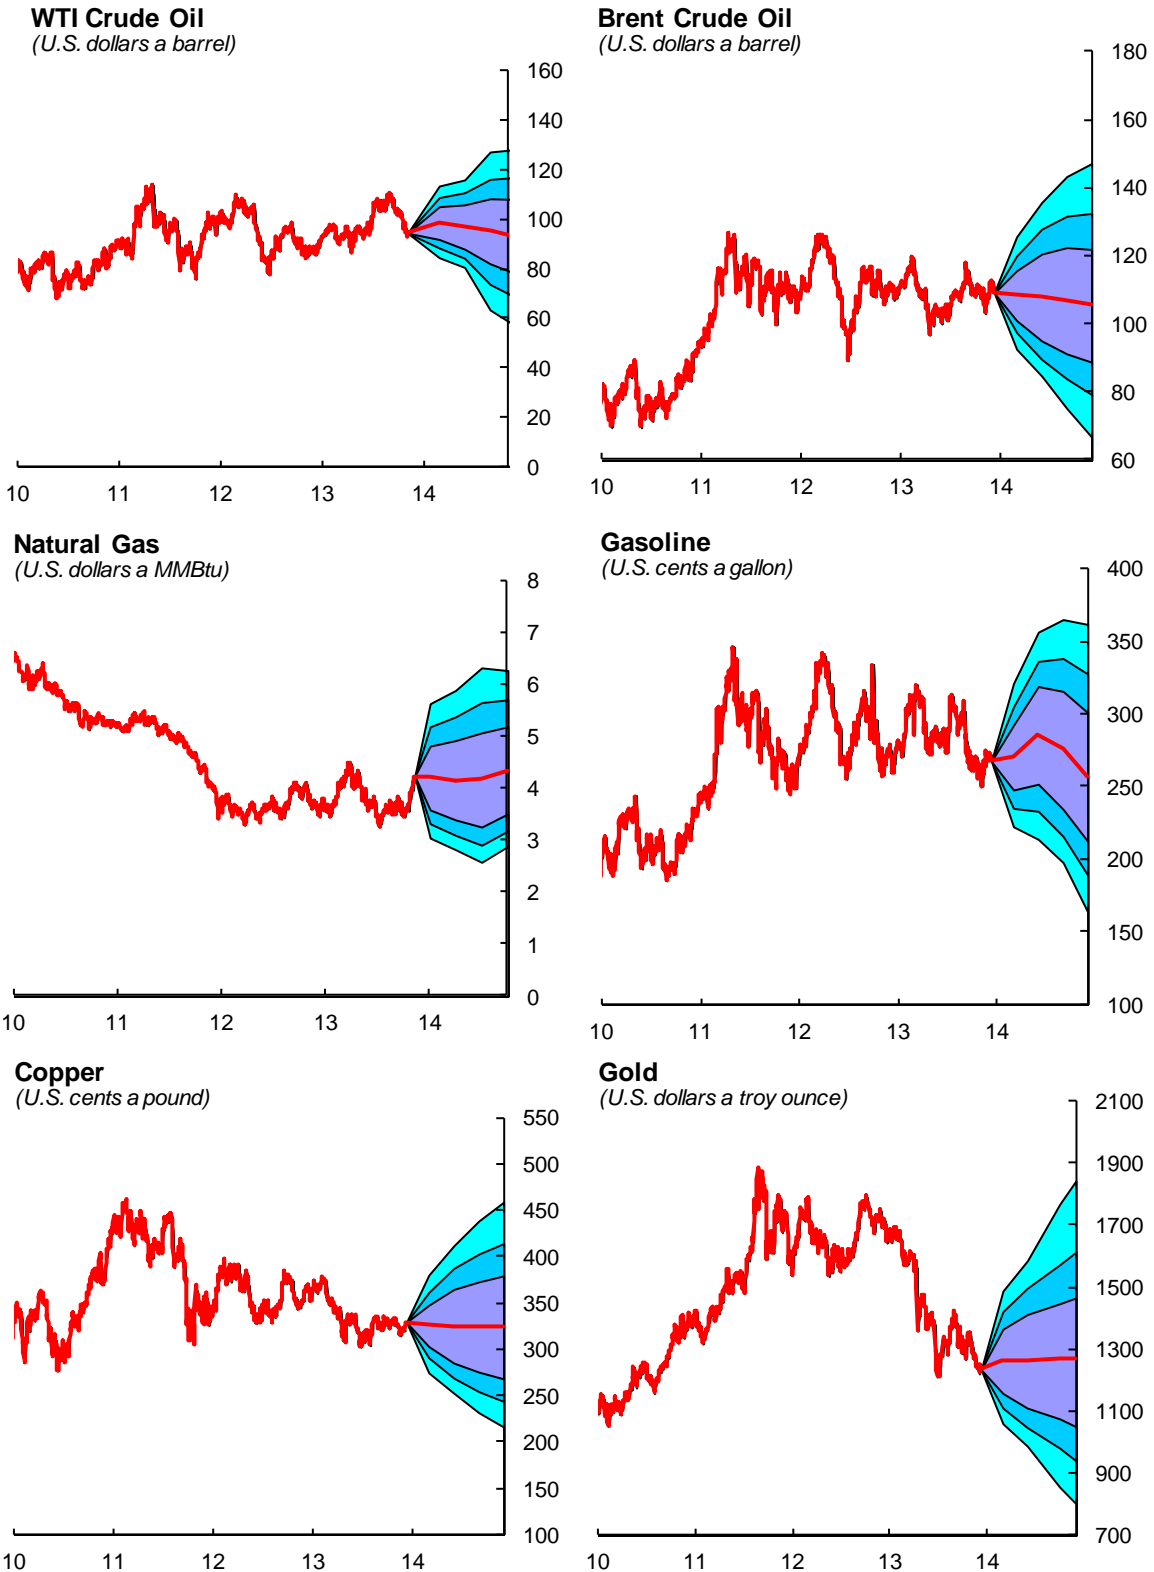 WTI Crude Oil
(U.S. dollars a barrel)
160
140
120
100
80
60
40
20
0
10 11 12 13 14
Brent Crude Oil
(U.S. dollars a barrel)
180
160
140
120
100
80
60
10 11 12 13 14
Natural Gas
(U.S. dollars a MMBtu)
8
7
6
5
4
3
2
1
0
10 11 12 13 14
Gasoline
(U.S. cents a gallon)
400
350
300
250
200
150
100
10 11 12 13 14
Copper
(U.S. cents a pound)
550
500
450
400
350
300
250
200
150
100
10 11 12 13 14
Gold
(U.S. dollars a troy ounce)
2100
1900
1700
1500
1300
1100
900
700
10 11 12 13 14